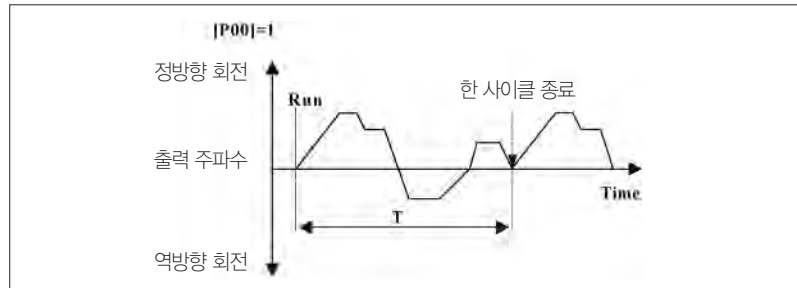 [P00]=1
정방향 회전
Run
한 사이클 종료
출력 주파수
Time
T
역방향 회전